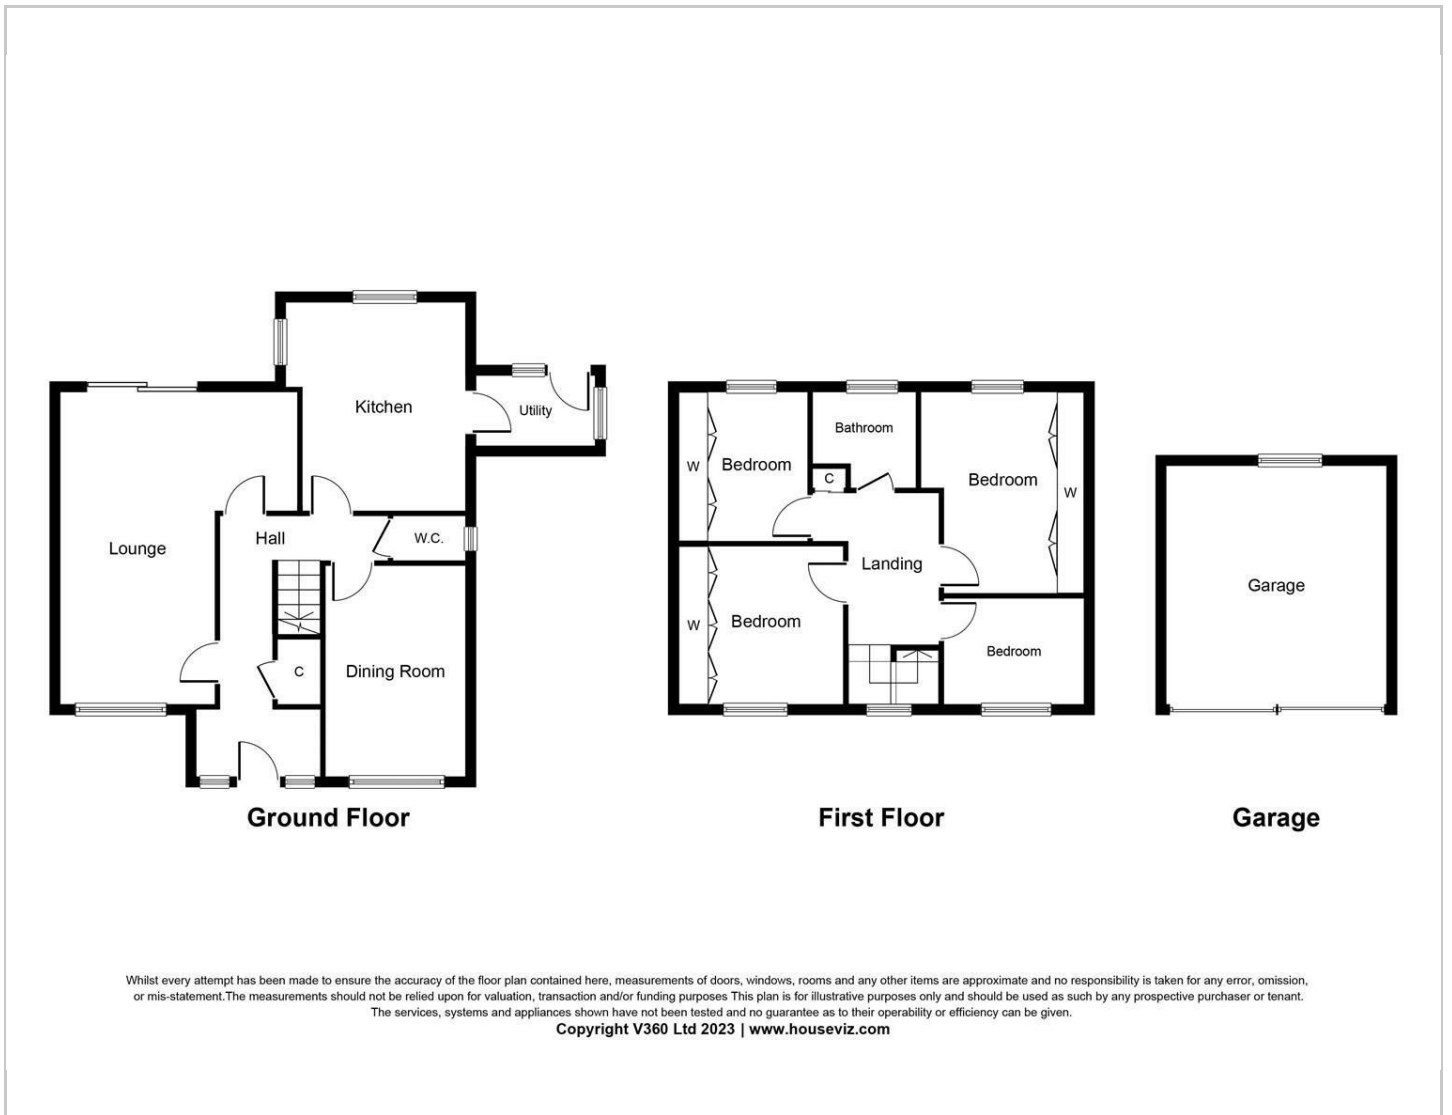 Kitchen
Utility
Lounge
Hall
W.C.
C
Dining Room
Ground Floor
W
Bedroom
Bathroom
C
Bedroom
W
Landing
W
Bedroom
Bedroom
First Floor
Garage
Garage
Whilst every attempt has been made to ensure the accuracy of the floor plan contained here, measurements of doors, windows, rooms and any other items are approximate and no responsibility is taken for any error, omission,
or mis-statement.The measurements should not be relied upon for valuation, transaction and/or funding purposes This plan is for illustrative purposes only and should be used as such by any prospective purchaser or tenant.
The services, systems and appliances shown have not been tested and no guarantee as to their operability or efficiency can be given.
Copyright V360 Ltd 2023 | www.houseviz.com